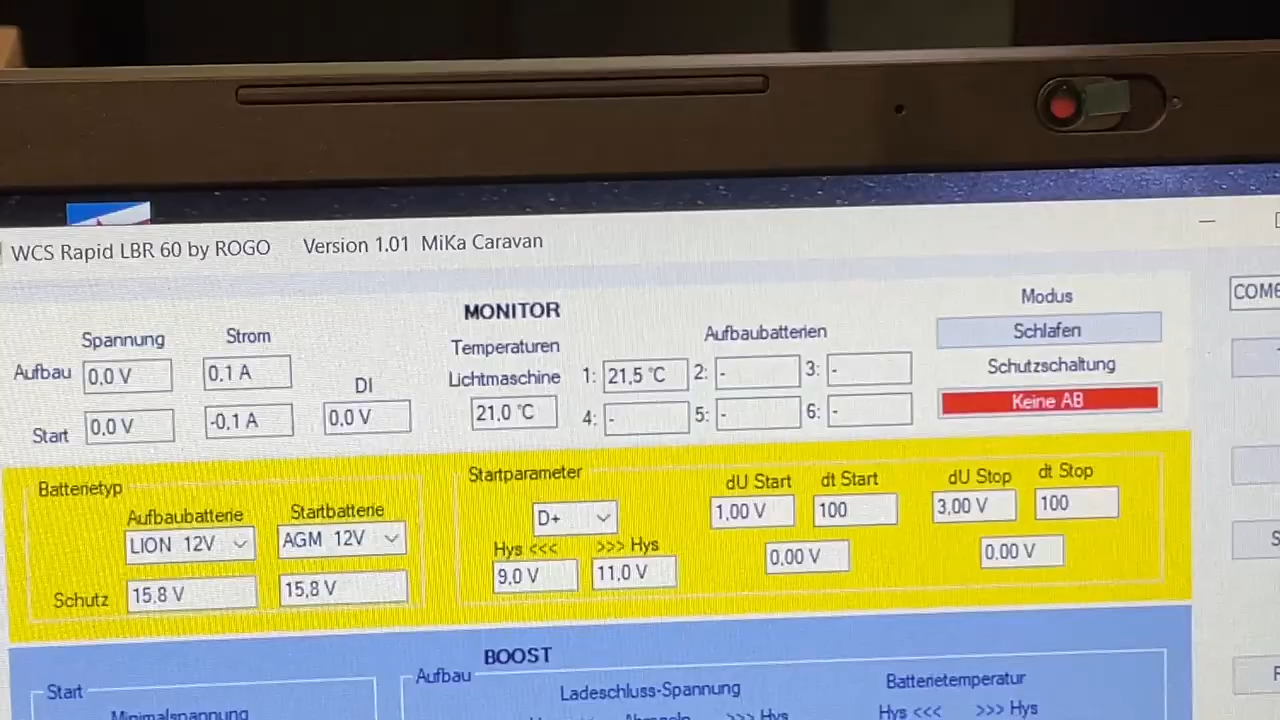 WCS Rapid LBR 60 by ROGO Version 1.01 MiKa Caravan
MONITOR
Modus
COM6
Spannung Strom
Temperaturen
Aufbaubatterien
Schlafen
Aufbau 0,0 V 0,1 A DI
Lichtmaschine 1: 21,5 °C 2: - 3: -
Schutzschaltung
Start 0,0 V -0,1 A 0,0 V
21,0 °C 4: - 5: - 6: -
Keine AB
Batterietyp
Aufbaubatterie Startbatterie
LION 12V AGM 12V
Schutz 15,8 V 15,8 V
Startparameter
dU Start dt Start dU Stop dt Stop
D+ 1,00 V 100 3,00 V 100
Hys <<< >>> Hys
9,0 V 11,0 V 0,00 V 0,00 V
BOOST
Start
Minimalspannung
Aufbau
Ladeschluss-Spannung
Abregeln >>> Hys
Batterietemperatur
Hys <<< >>> Hys